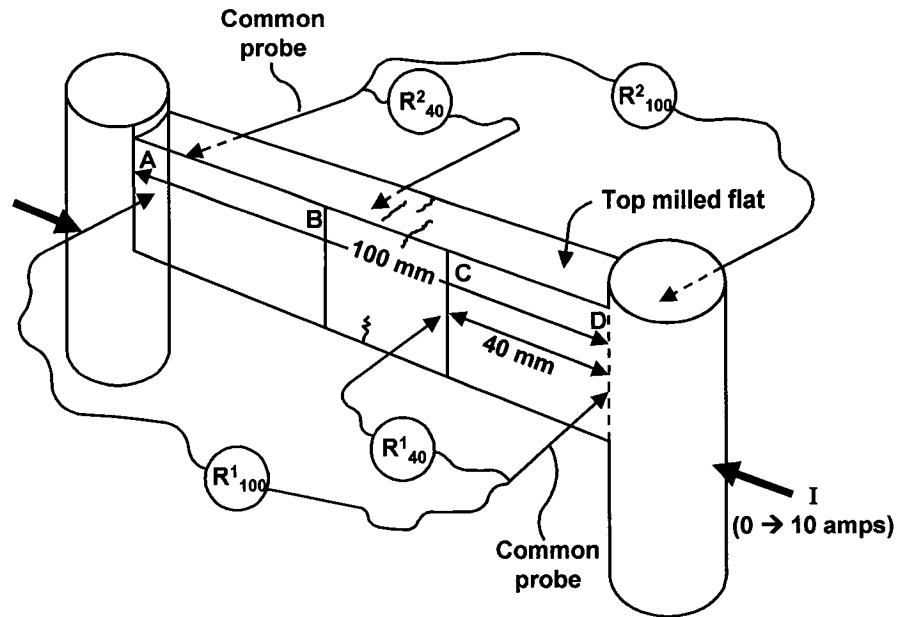 Common
probe
R²₄₀
R²₁₀₀
A
Top milled flat
B
100 mm
C
D
40 mm
R¹₄₀
R¹₁₀₀
I
(0 → 10 amps)
Common
probe